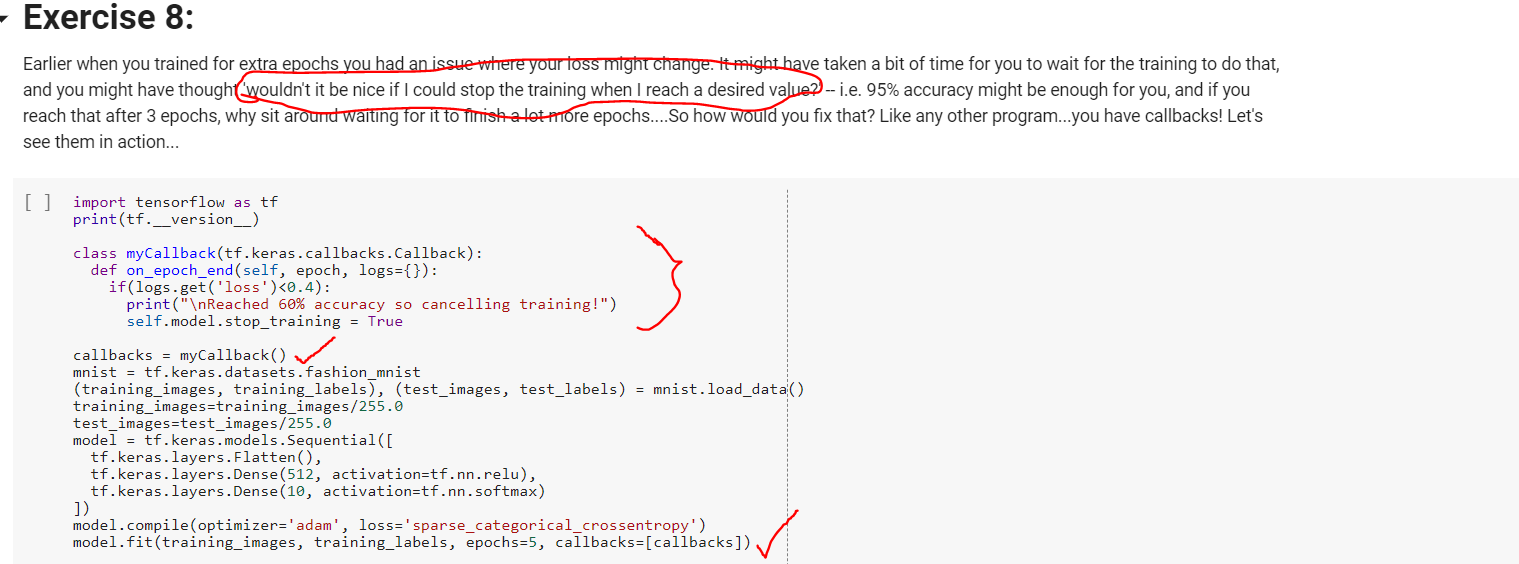 Exercise 8:
Earlier when you trained for extra epochs you had an issue where your loss might change. It might have taken a bit of time for you to wait for the training to do that,
and you might have thought 'wouldn't it be nice if I could stop the training when I reach a desired value?' -- i.e. 95% accuracy might be enough for you, and if you
reach that after 3 epochs, why sit around waiting for it to finish a lot more epochs....So how would you fix that? Like any other program...you have callbacks! Let's
see them in action...
[ ] import tensorflow as tf
print(tf.__version__)
class myCallback(tf.keras.callbacks.Callback):
  def on_epoch_end(self, epoch, logs={}):
    if(logs.get('loss')<0.4):
      print("\nReached 60% accuracy so cancelling training!")
      self.model.stop_training = True
callbacks = myCallback()
mnist = tf.keras.datasets.fashion_mnist
(training_images, training_labels), (test_images, test_labels) = mnist.load_data()
training_images=training_images/255.0
test_images=test_images/255.0
model = tf.keras.models.Sequential([
  tf.keras.layers.Flatten(),
  tf.keras.layers.Dense(512, activation=tf.nn.relu),
  tf.keras.layers.Dense(10, activation=tf.nn.softmax)
])
model.compile(optimizer='adam', loss='sparse_categorical_crossentropy')
model.fit(training_images, training_labels, epochs=5, callbacks=[callbacks])